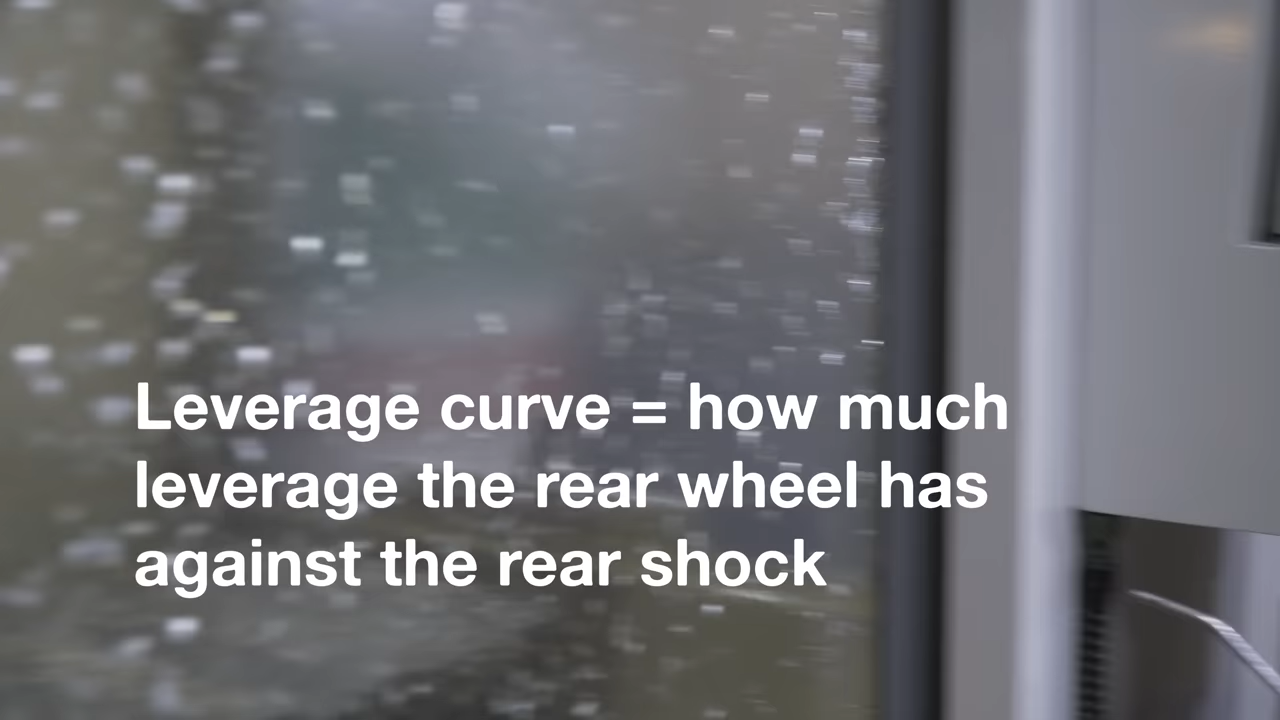 Leverage curve = how much
leverage the rear wheel has
against the rear shock